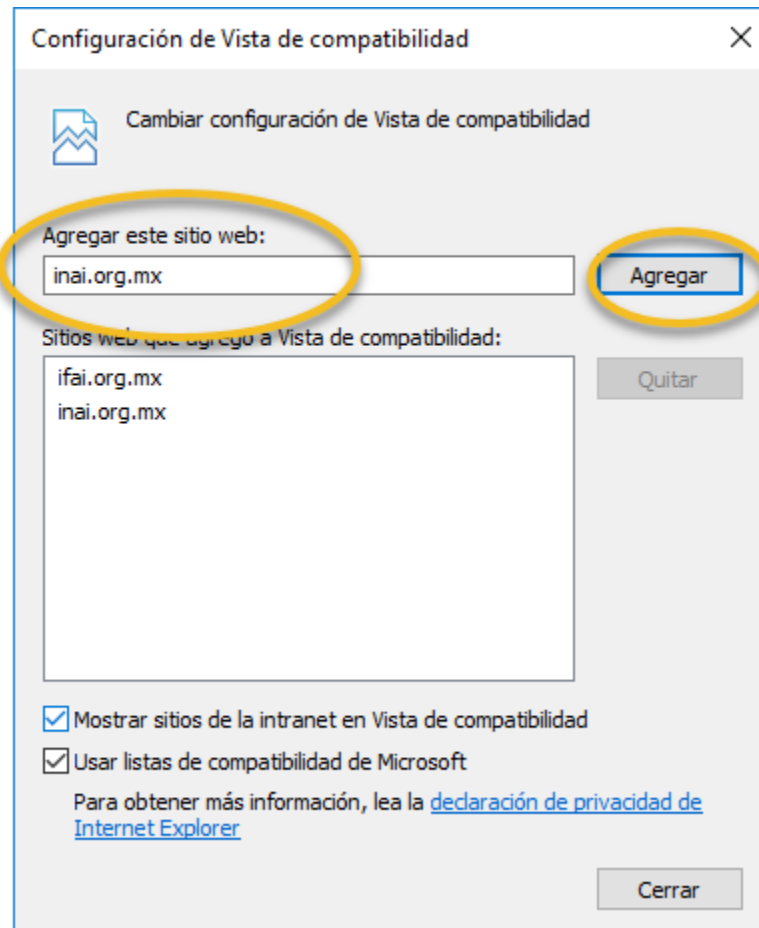 Configuración de Vista de compatibilidad
Cambiar configuración de Vista de compatibilidad
Agregar este sitio web:
inai.org.mx
Agregar
Sitios web que agregó a Vista de compatibilidad:
ifai.org.mx
inai.org.mx
Quitar
Mostrar sitios de la intranet en Vista de compatibilidad
Usar listas de compatibilidad de Microsoft
Para obtener más información, lea la declaración de privacidad de
Internet Explorer
Cerrar